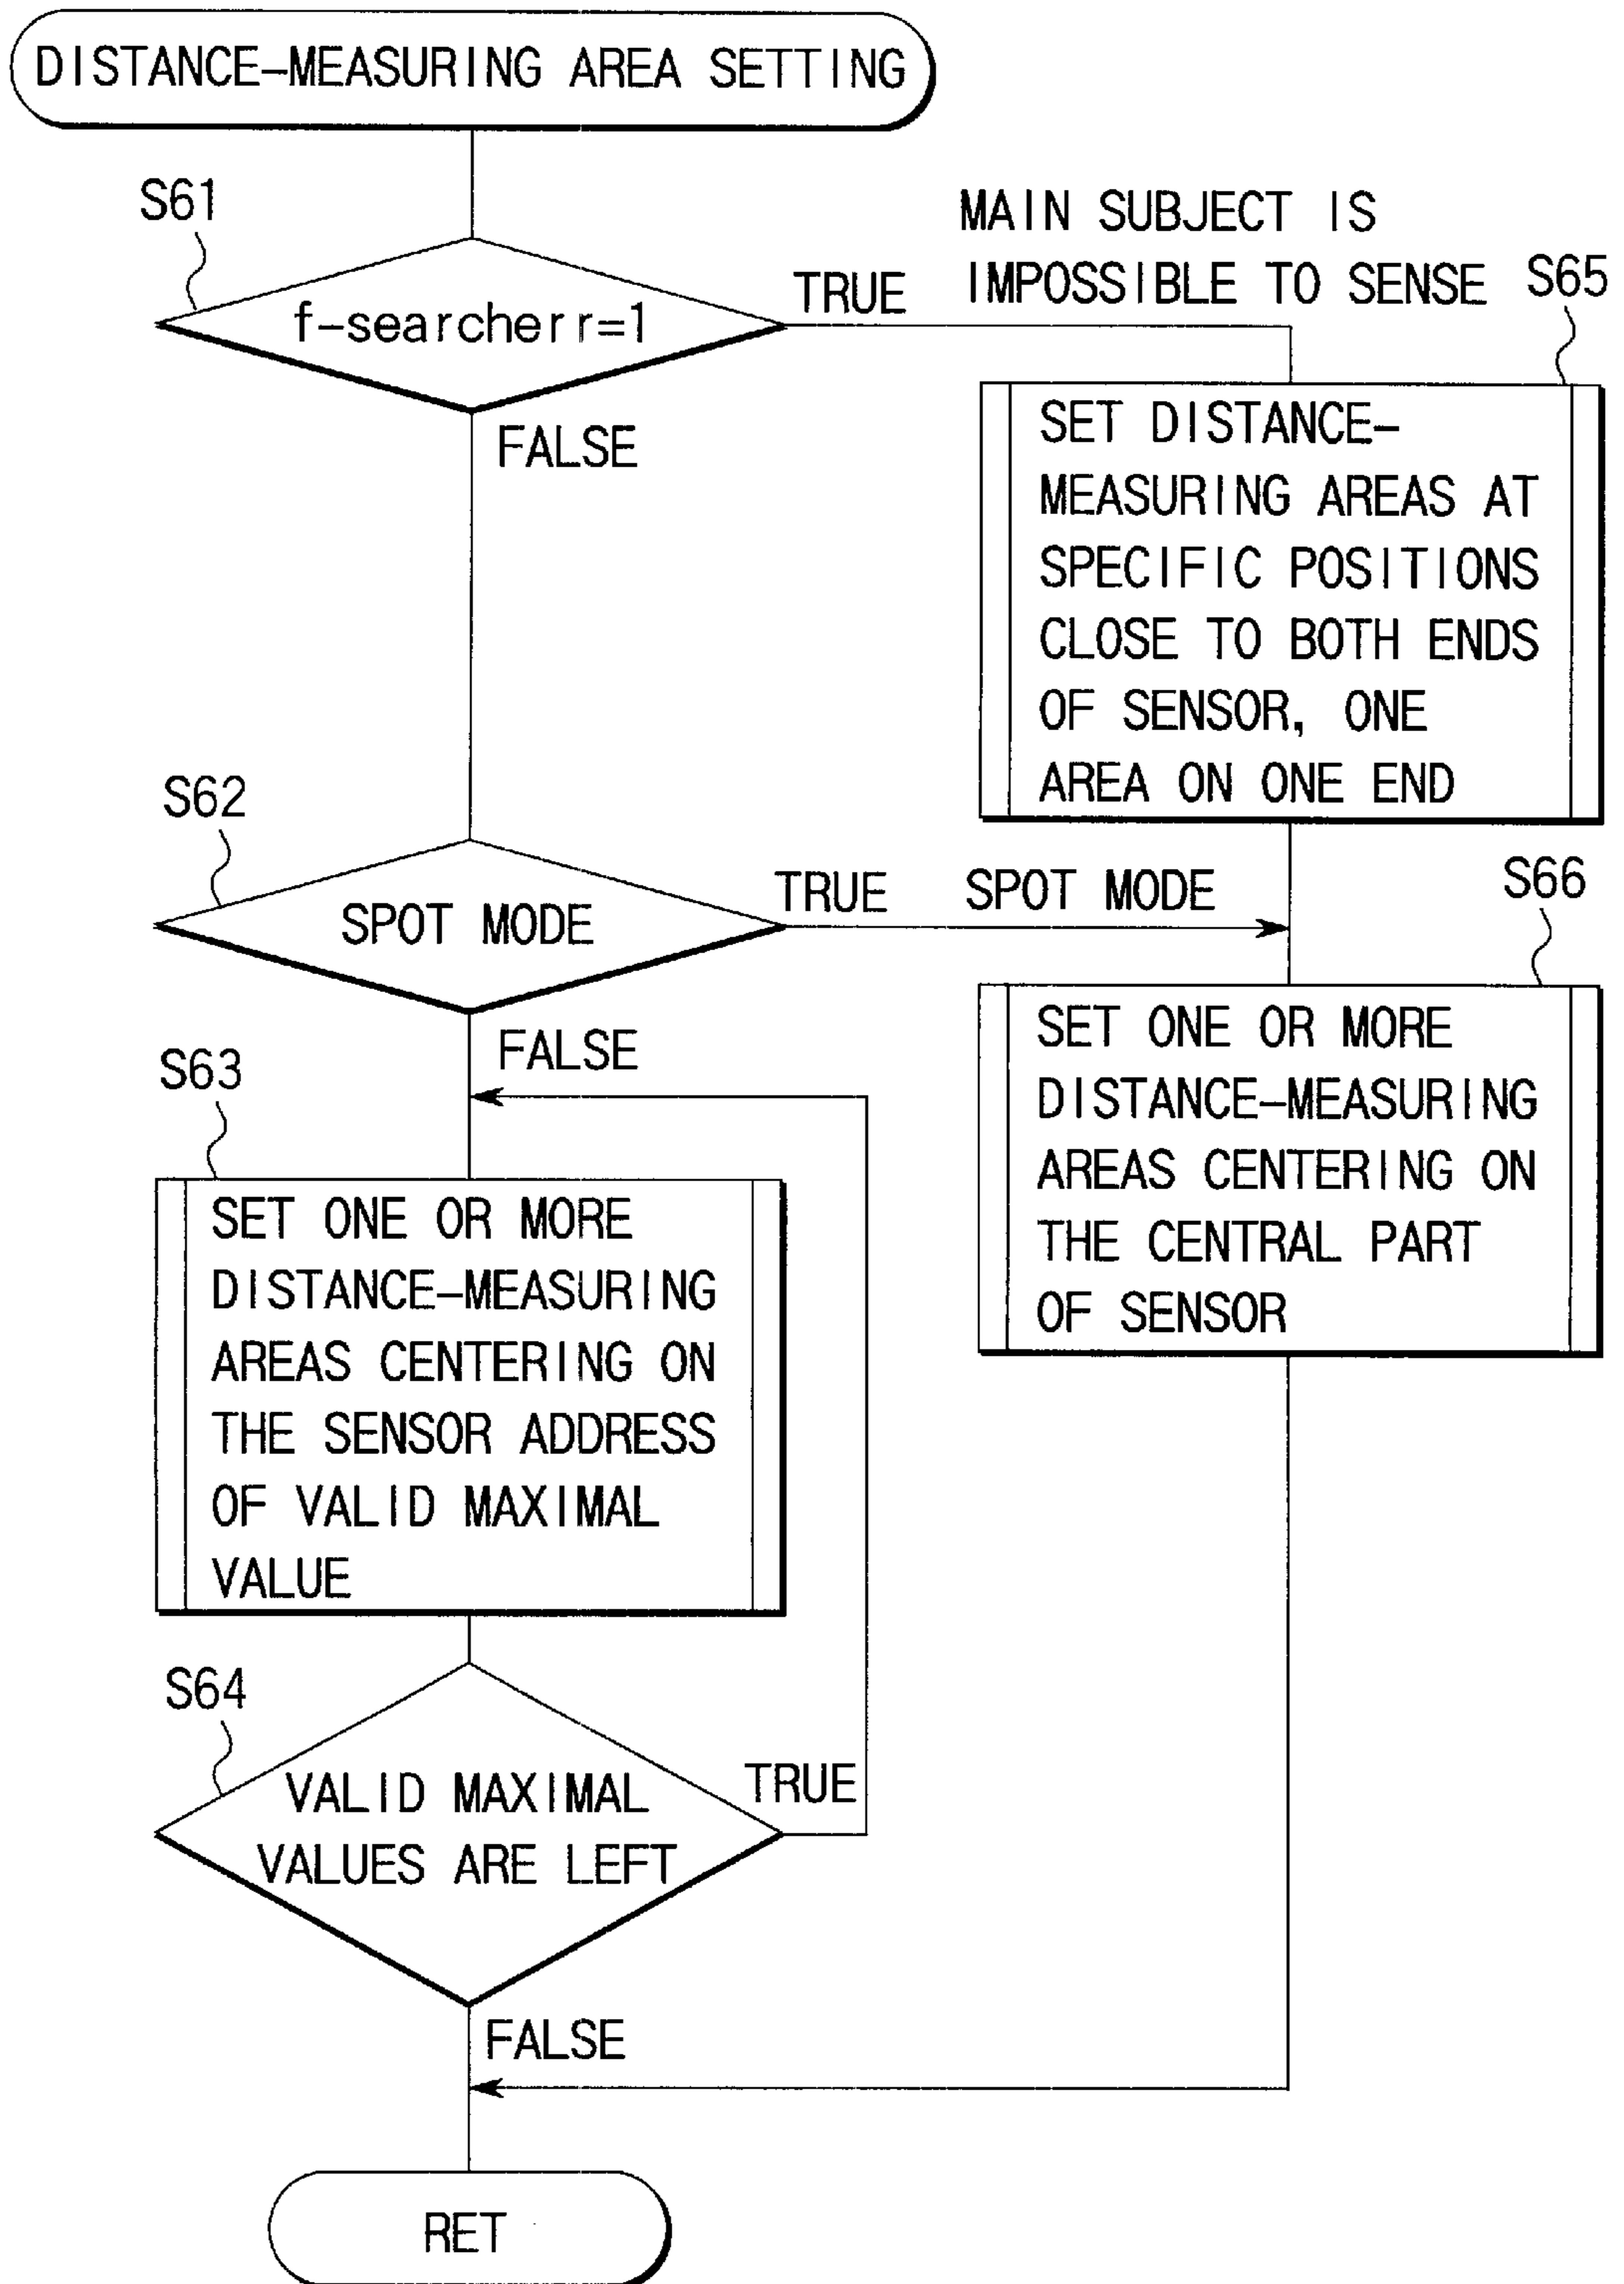 DISTANCE-MEASURING AREA SETTING
S61
f-searcherr=1
TRUE
MAIN SUBJECT IS
IMPOSSIBLE TO SENSE
S65
FALSE
SET DISTANCE-
MEASURING AREAS AT
SPECIFIC POSITIONS
CLOSE TO BOTH ENDS
OF SENSOR, ONE
AREA ON ONE END
S62
SPOT MODE
TRUE
SPOT MODE
S66
FALSE
SET ONE OR MORE
DISTANCE-MEASURING
AREAS CENTERING ON
THE CENTRAL PART
OF SENSOR
S63
SET ONE OR MORE
DISTANCE-MEASURING
AREAS CENTERING ON
THE SENSOR ADDRESS
OF VALID MAXIMAL
VALUE
S64
VALID MAXIMAL
VALUES ARE LEFT
TRUE
FALSE
RET